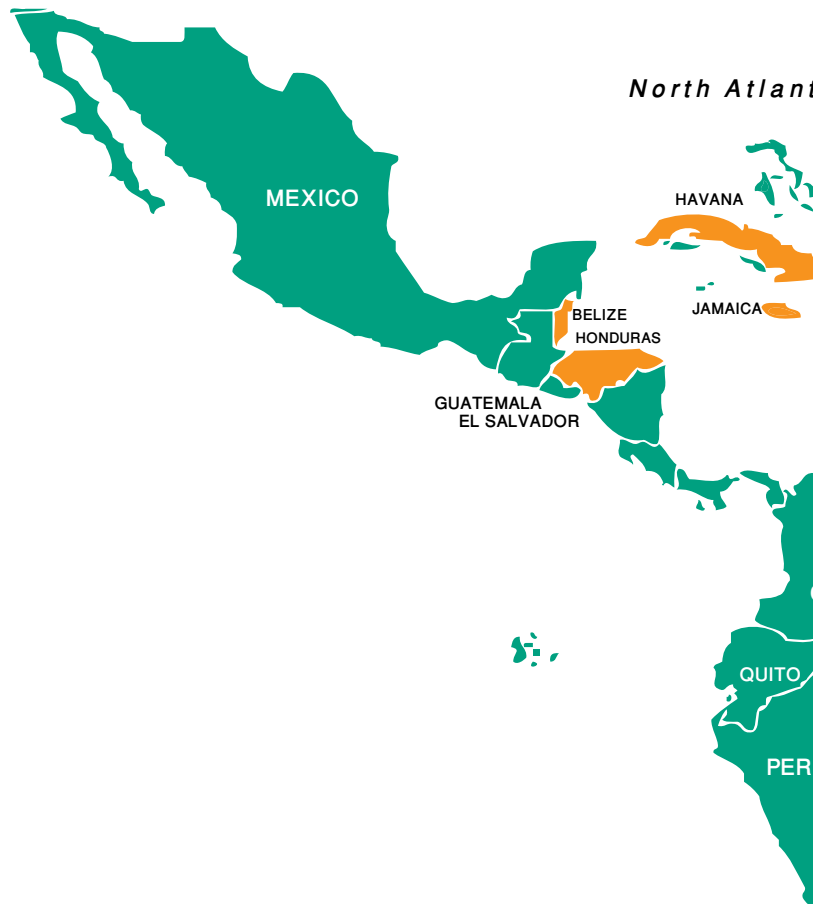 North Atlant
HAVANA
MEXICO
JAMAICA
BELIZE
HONDURAS
GUATEMALA
EL SALVADOR
QUITO
PER